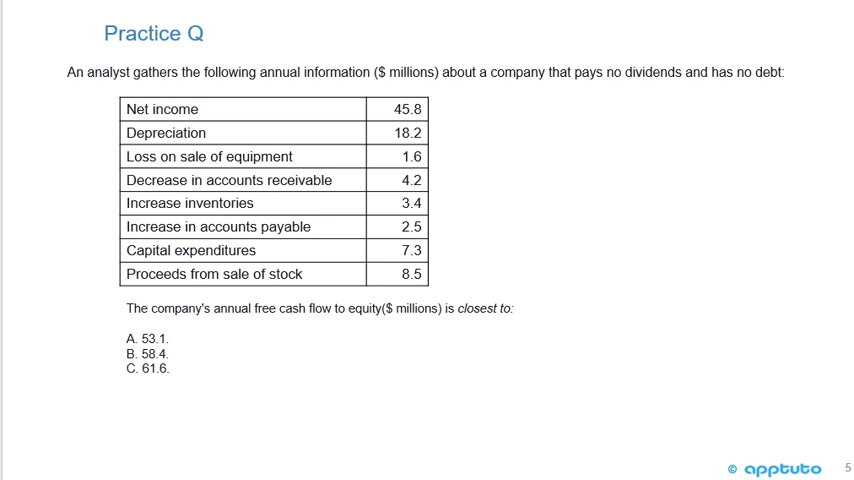 Practice Q
An analyst gathers the following annual information ($ millions) about a company that pays no dividends and has no debt:
Net income 45.8
Depreciation 18.2
Loss on sale of equipment 1.6
Decrease in accounts receivable 4.2
Increase inventories 3.4
Increase in accounts payable 2.5
Capital expenditures 7.3
Proceeds from sale of stock 8.5
The company's annual free cash flow to equity($ millions) is closest to:
A. 53.1.
B. 58.4.
C. 61.6.
© apptuto 5